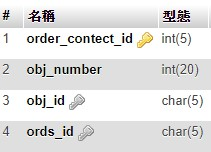 # 名稱 型態
1 order_contect_id int(5)
2 obj_number int(20)
3 obj_id char(5)
4 ords_id char(5)